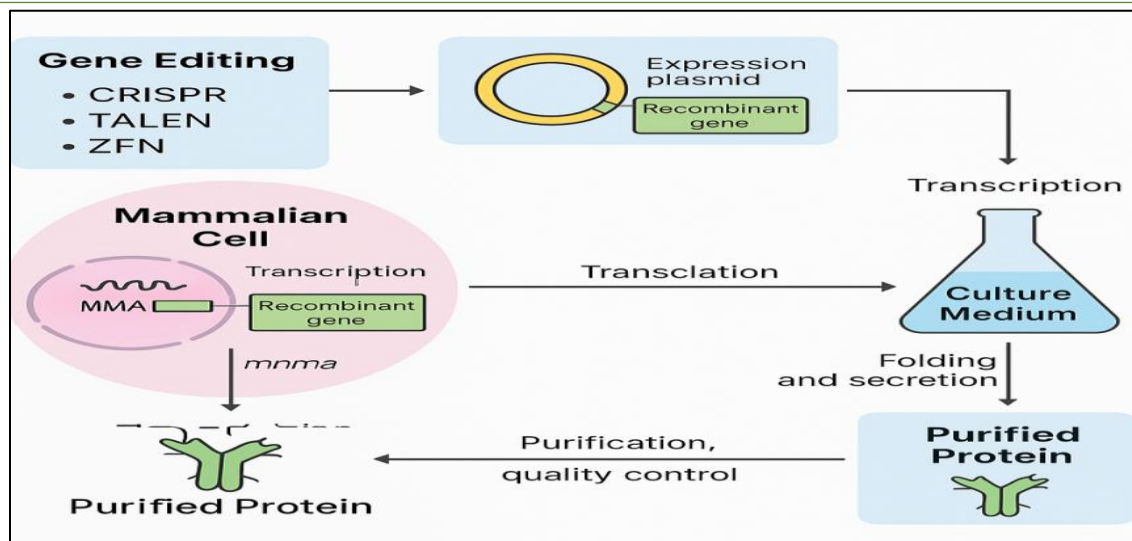 Gene Editing
• CRISPR
• TALEN
• ZFN
Expression
plasmid
Recombinant
gene
Transcription
Mammalian
Cell
Transcription
MMA
Recombinant
gene
Transclation
Culture
Medium
mnma
Folding
and secretion
Purified Protein
Purification,
quality control
Purified
Protein